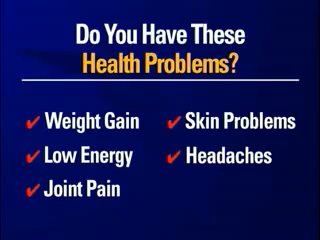 Do You Have These
Health Problems?
✔ Weight Gain
✔ Low Energy
✔ Joint Pain
✔ Skin Problems
✔ Headaches